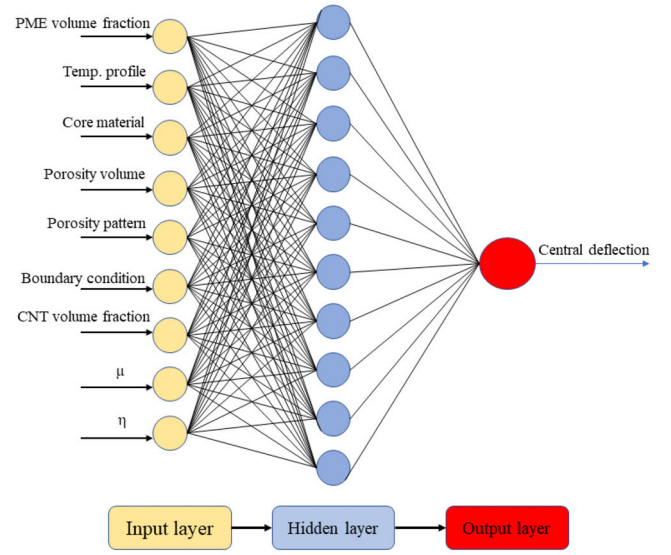 PME volume fraction
Temp. profile
Core material
Porosity volume
Porosity pattern
Boundary condition
CNT volume fraction
μ
η
Central deflection
Input layer
Hidden layer
Output layer